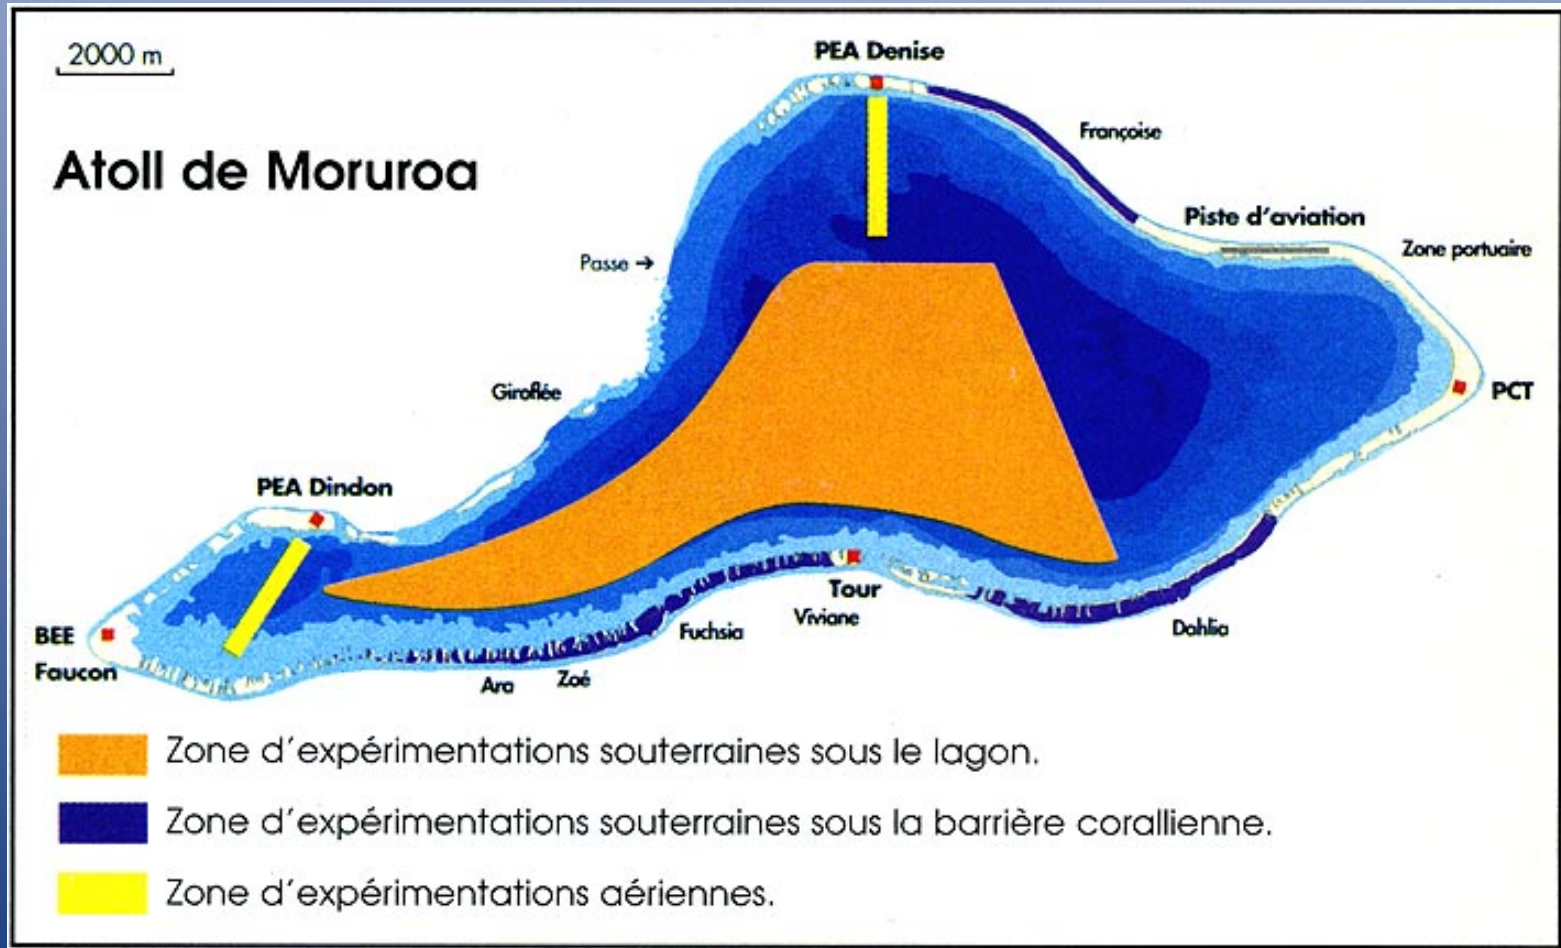 2000 m
PEA Denise
Françoise
Atoll de Moruroa
Piste d'aviation
Zone portuaire
Passe →
Giroflée
PCT
PEA Dindon
Tour
Viviane
BEE
Fuchsia
Dahlia
Faucon
Ara
Zoé
Zone d'expérimentations souterraines sous le lagon.
Zone d'expérimentations souterraines sous la barrière corallienne.
Zone d'expérimentations aériennes.